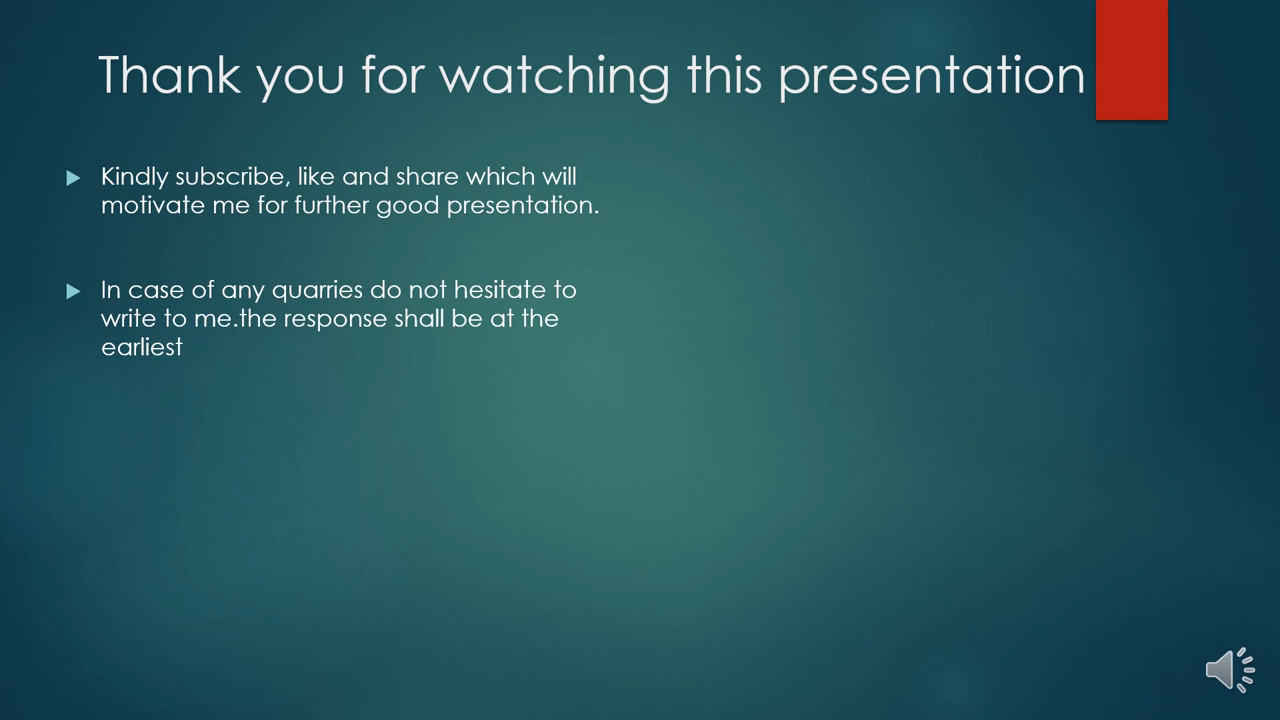 Thank you for watching this presentation
Kindly subscribe, like and share which will
motivate me for further good presentation.
In case of any quarries do not hesitate to
write to me.the response shall be at the
earliest